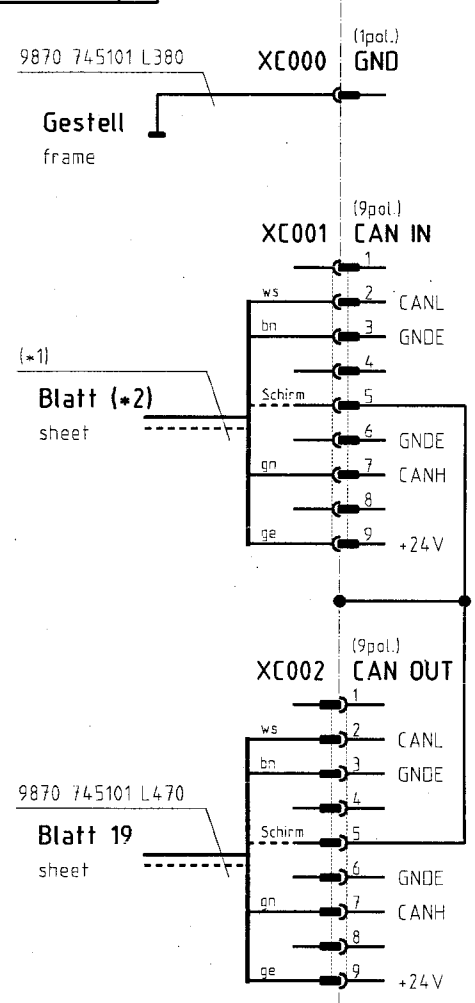 (1pol.)
9870 745101 L380 XC000 GND
Gestell
frame
(9pol.)
XC001 CAN IN
1
ws 2 CANL
bn 3 GNDE
(*1) 4
Blatt (*2) Schirm 5
sheet 6 GNDE
gn 7 CANH
8
ge 9 +24V
(9pol.)
XC002 CAN OUT
1
ws 2 CANL
bn 3 GNDE
9870 745101 L470 4
Blatt 19 Schirm 5
sheet 6 GNDE
gn 7 CANH
8
ge 9 +24V